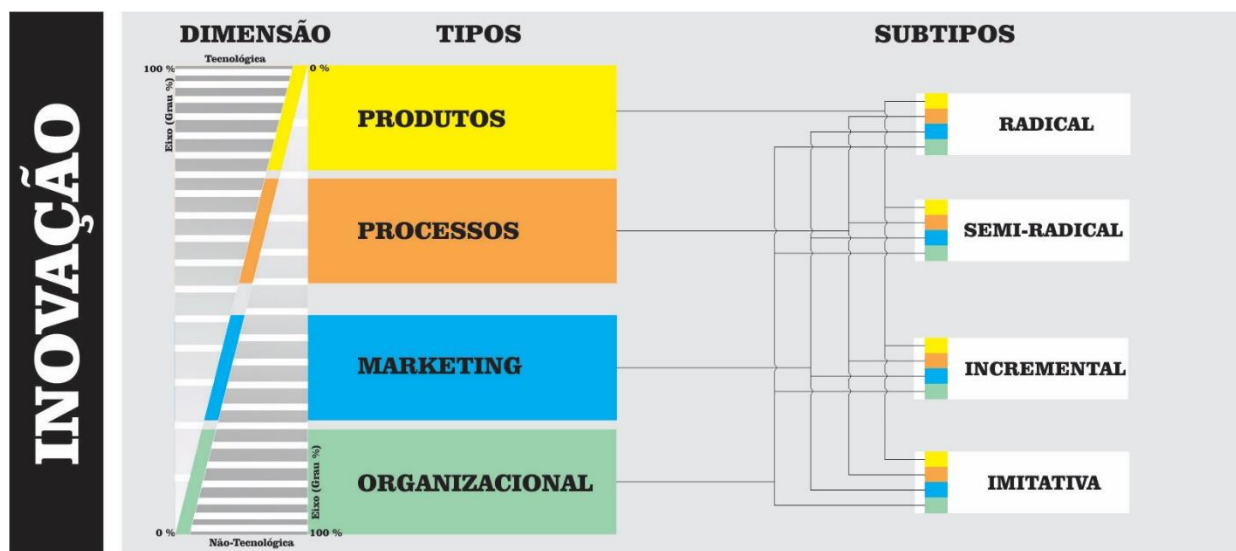 INOVAÇÃO
DIMENSÃO
TIPOS
SUBTIPOS
Tecnológica
100 %
0 %
Eixo (Grau %)
PRODUTOS
PROCESSOS
MARKETING
ORGANIZACIONAL
Eixo (Grau %)
0 %
100 %
Não-Tecnológica
RADICAL
SEMI-RADICAL
INCREMENTAL
IMITATIVA